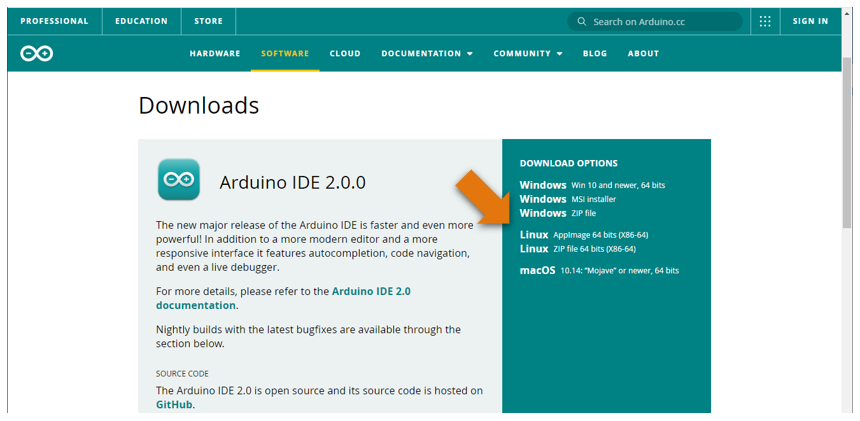 PROFESSIONAL EDUCATION STORE Search on Arduino.cc SIGN IN
HARDWARE SOFTWARE CLOUD DOCUMENTATION COMMUNITY BLOG ABOUT
Downloads
Arduino IDE 2.0.0
The new major release of the Arduino IDE is faster and even more
powerful! In addition to a more modern editor and a more
responsive interface it features autocompletion, code navigation,
and even a live debugger.
For more details, please refer to the Arduino IDE 2.0
documentation.
Nightly builds with the latest bugfixes are available through the
section below.
SOURCE CODE
The Arduino IDE 2.0 is open source and its source code is hosted on
GitHub.
DOWNLOAD OPTIONS
Windows Win 10 and newer, 64 bits
Windows MSI installer
Windows ZIP file
Linux AppImage 64 bits (X86-64)
Linux ZIP file 64 bits (X86-64)
macOS 10.14: “Mojave” or newer, 64 bits